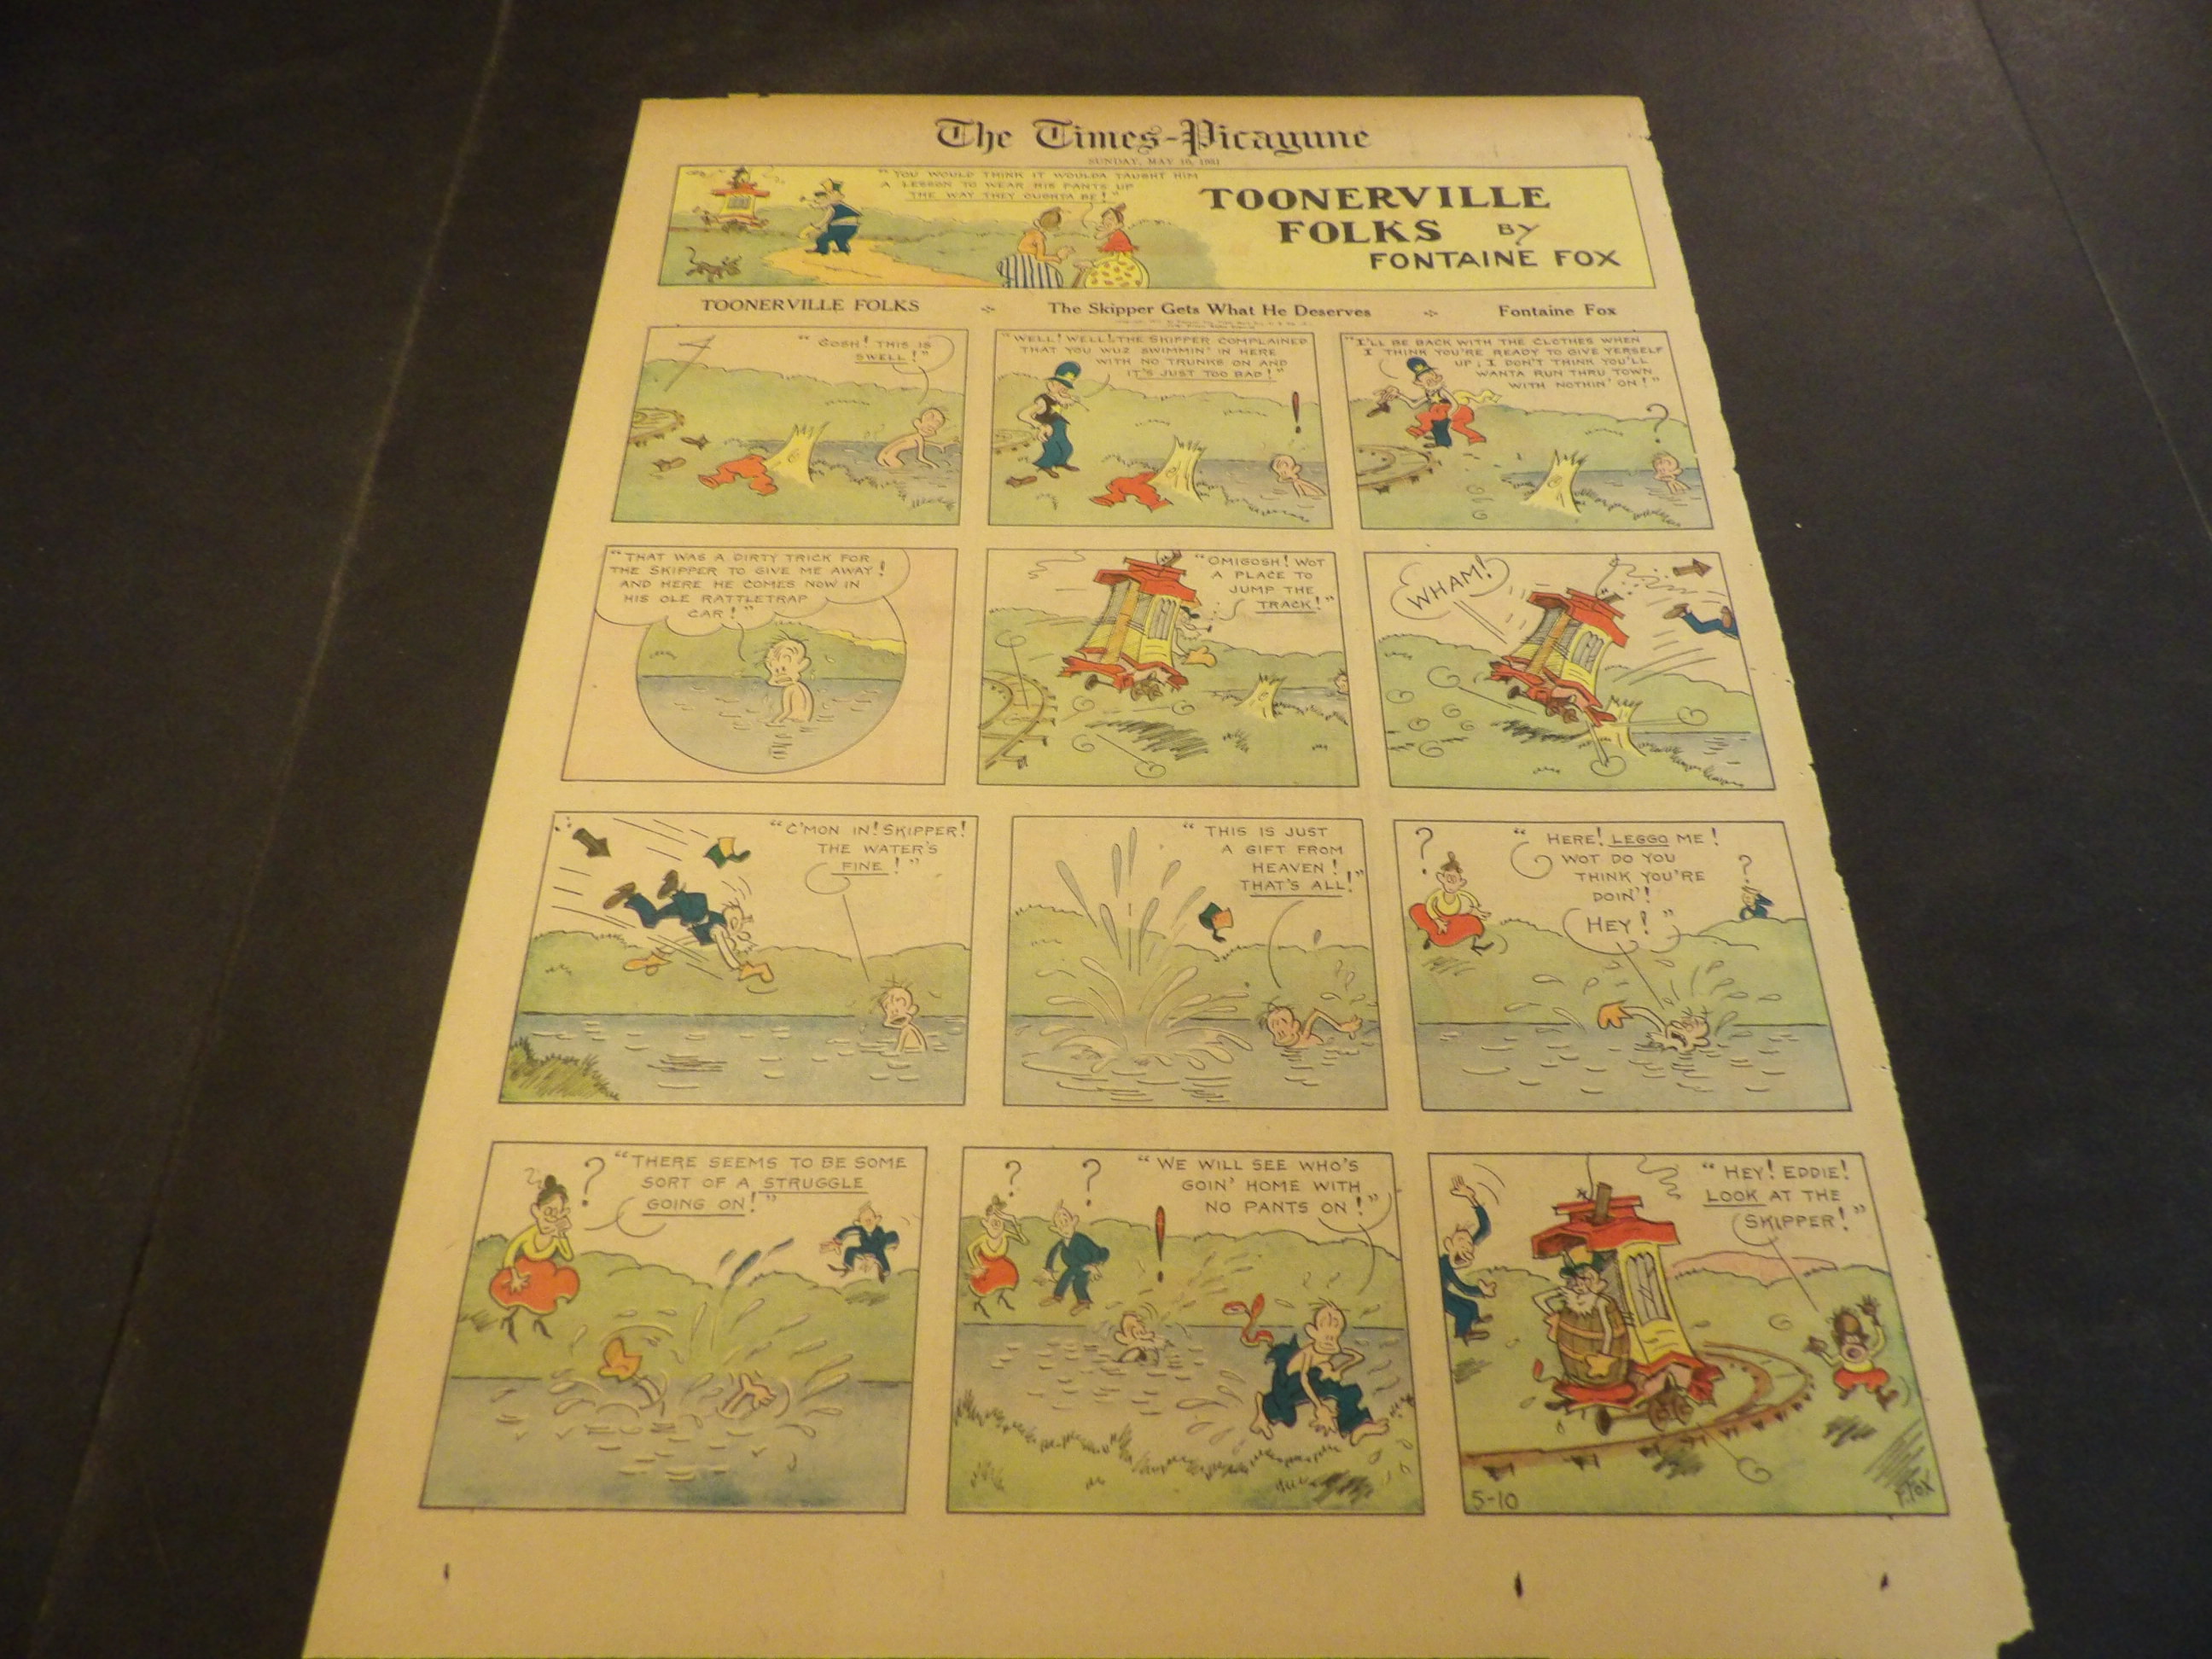 The Times-Picayune
SUNDAY, MAY 10, 1931
"YOU WOULD THINK IT WOULDA TAUGHT HIM
A LESSON TO WEAR HIS PANTS UP
THE WAY THEY OUGHTA BE!"
TOONERVILLE
FOLKS BY
FONTAINE FOX
TOONERVILLE FOLKS The Skipper Gets What He Deserves Fontaine Fox
"GOSH! THIS IS
SWELL!"
"WELL! WELL! THE SKIPPER COMPLAINED
THAT YOU WUZ SWIMMIN' IN HERE
WITH NO TRUNKS ON AND
IT'S JUST TOO BAD!"
!
"I'LL BE BACK WITH THE CLOTHES WHEN
I THINK YOU'RE READY TO GIVE YERSELF
UP; I DON'T THINK YOU'LL
WANTA RUN THRU TOWN
WITH NOTHIN' ON!"
?
"THAT WAS A DIRTY TRICK FOR
THE SKIPPER TO GIVE ME AWAY!
AND HERE HE COMES NOW IN
HIS OLE RATTLETRAP
CAR!"
"OMIGOSH! WOT
A PLACE TO
JUMP THE
TRACK!"
WHAM!
"C'MON IN! SKIPPER!
THE WATER'S
FINE!"
"THIS IS JUST
A GIFT FROM
HEAVEN!
THAT'S ALL!"
?
"HERE! LEGGO ME!
WOT DO YOU
THINK YOU'RE
DOIN'!
HEY!"
?
?
"THERE SEEMS TO BE SOME
SORT OF A STRUGGLE
GOING ON!"
? ?
"WE WILL SEE WHO'S
GOIN' HOME WITH
NO PANTS ON!"
!
"HEY! EDDIE!
LOOK AT THE
SKIPPER!"
5-10
F. FOX